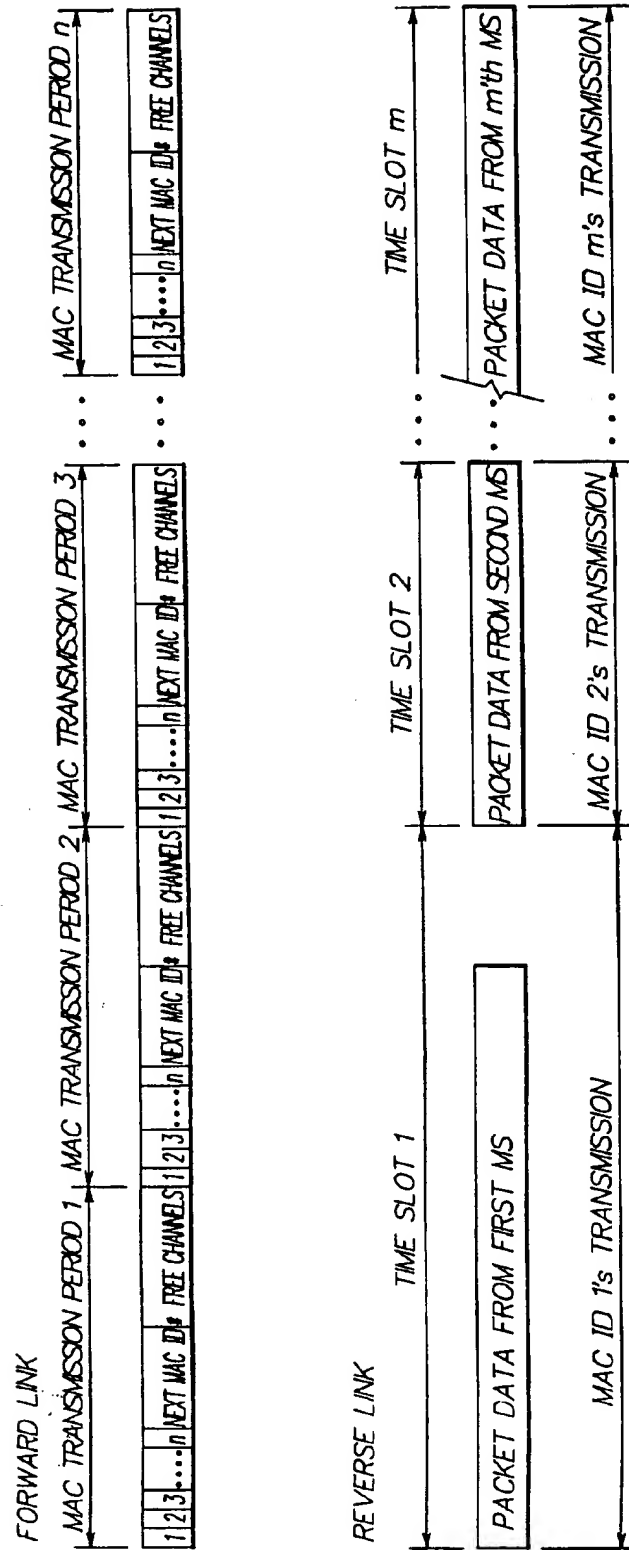 FORWARD LINK
MAC TRANSMISSION PERIOD 1 MAC TRANSMISSION PERIOD 2 MAC TRANSMISSION PERIOD 3 • • • MAC TRANSMISSION PERIOD n
1 2 3 •••• n NEXT MAC ID# FREE CHANNELS 1 2 3 •••• n NEXT MAC ID# FREE CHANNELS 1 2 3 •••• n NEXT MAC ID# FREE CHANNELS • • • 1 2 3 •••• n NEXT MAC ID# FREE CHANNELS
REVERSE LINK
TIME SLOT 1 TIME SLOT 2 • • • TIME SLOT m
PACKET DATA FROM FIRST MS PACKET DATA FROM SECOND MS • • • PACKET DATA FROM m'th MS
MAC ID 1's TRANSMISSION MAC ID 2's TRANSMISSION • • • MAC ID m's TRANSMISSION